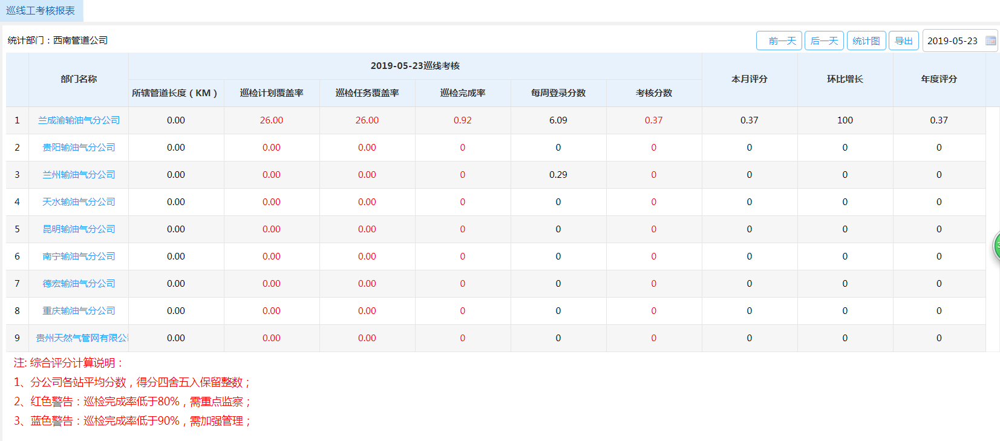 巡线工考核报表
统计部门：西南管道公司 前一天 后一天 统计图 导出 2019-05-23
部门名称 2019-05-23巡线考核 本月评分 环比增长 年度评分
所辖管道长度（KM） 巡检计划覆盖率 巡检任务覆盖率 巡检完成率 每周登录分数 考核分数
1 兰成渝输油气分公司 0.00 26.00 26.00 0.92 6.09 0.37 0.37 100 0.37
2 贵阳输油气分公司 0.00 0.00 0.00 0 0 0 0 0 0
3 兰州输油气分公司 0.00 0.00 0.00 0 0.29 0 0 0 0
4 天水输油气分公司 0.00 0.00 0.00 0 0 0 0 0 0
5 昆明输油气分公司 0.00 0.00 0.00 0 0 0 0 0 0
6 南宁输油气分公司 0.00 0.00 0.00 0 0 0 0 0 0
7 德宏输油气分公司 0.00 0.00 0.00 0 0 0 0 0 0
8 重庆输油气分公司 0.00 0.00 0.00 0 0 0 0 0 0
9 贵州天然气管网有限公 0.00 0.00 0.00 0 0 0 0 0 0
注: 综合评分计算说明：
1、分公司各站平均分数，得分四舍五入保留整数；
2、红色警告：巡检完成率低于80%，需重点监察；
3、蓝色警告：巡检完成率低于90%，需加强管理；